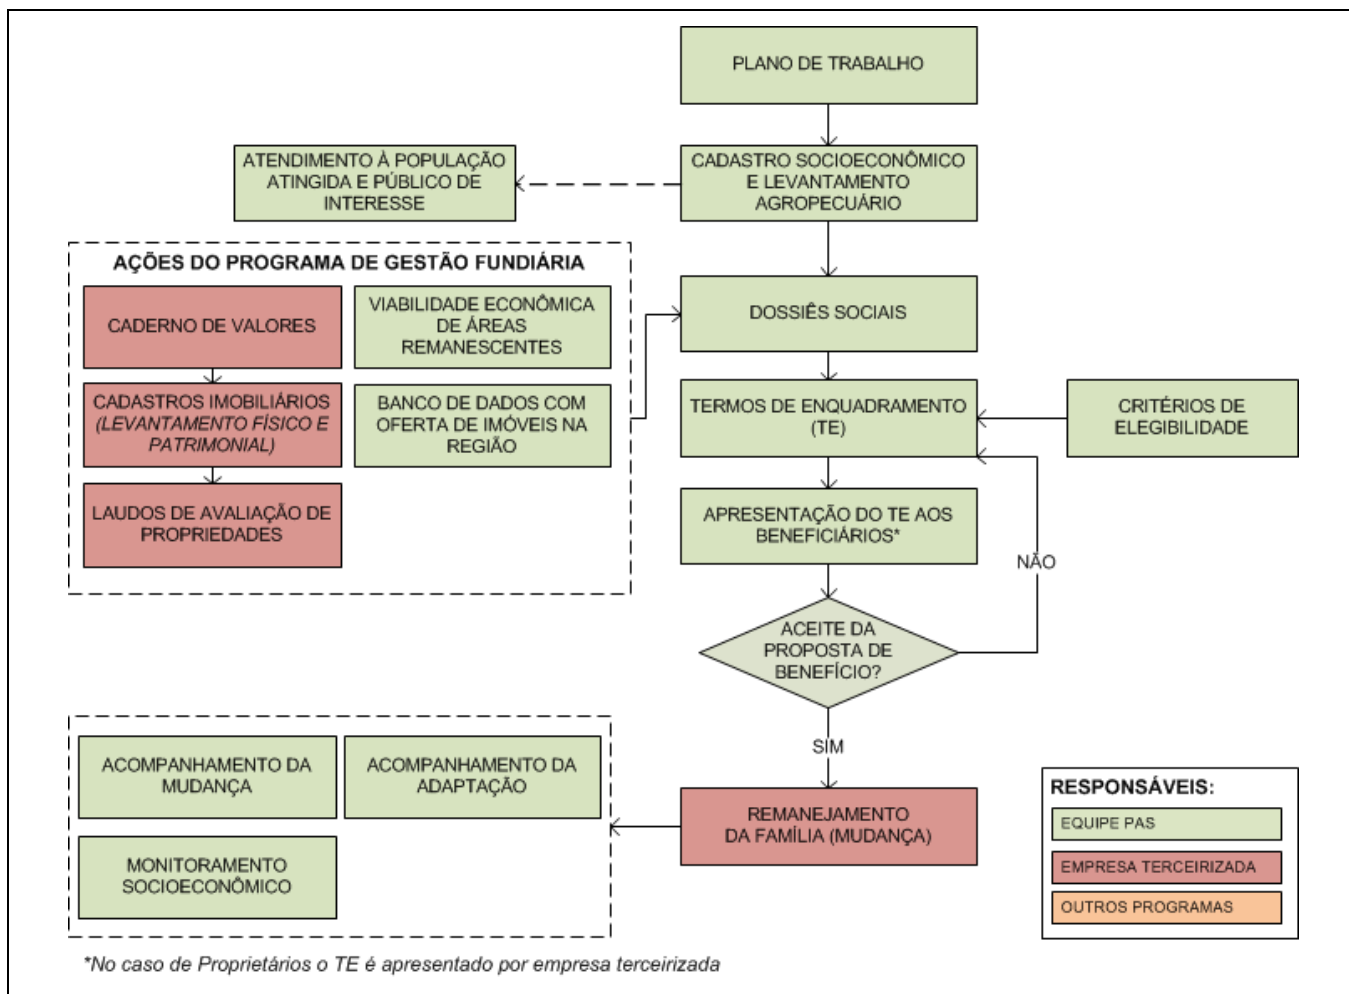 PLANO DE TRABALHO
ATENDIMENTO À POPULAÇÃO
ATINGIDA E PÚBLICO DE
INTERESSE
CADASTRO SOCIOECONÔMICO
E LEVANTAMENTO
AGROPECUÁRIO
AÇÕES DO PROGRAMA DE GESTÃO FUNDIÁRIA
CADERNO DE VALORES
VIABILIDADE ECONÔMICA
DE ÁREAS
REMANESCENTES
CADASTROS IMOBILIÁRIOS
(LEVANTAMENTO FÍSICO E
PATRIMONIAL)
BANCO DE DADOS COM
OFERTA DE IMÓVEIS NA
REGIÃO
LAUDOS DE AVALIAÇÃO DE
PROPRIEDADES
DOSSIÊS SOCIAIS
TERMOS DE ENQUADRAMENTO
(TE)
CRITÉRIOS DE
ELEGIBILIDADE
APRESENTAÇÃO DO TE AOS
BENEFICIÁRIOS*
NÃO
ACEITE DA
PROPOSTA DE
BENEFÍCIO?
SIM
REMANEJAMENTO
DA FAMÍLIA (MUDANÇA)
ACOMPANHAMENTO DA
MUDANÇA
ACOMPANHAMENTO DA
ADAPTAÇÃO
MONITORAMENTO
SOCIOECONÔMICO
RESPONSÁVEIS:
EQUIPE PAS
EMPRESA TERCEIRIZADA
OUTROS PROGRAMAS
*No caso de Proprietários o TE é apresentado por empresa terceirizada